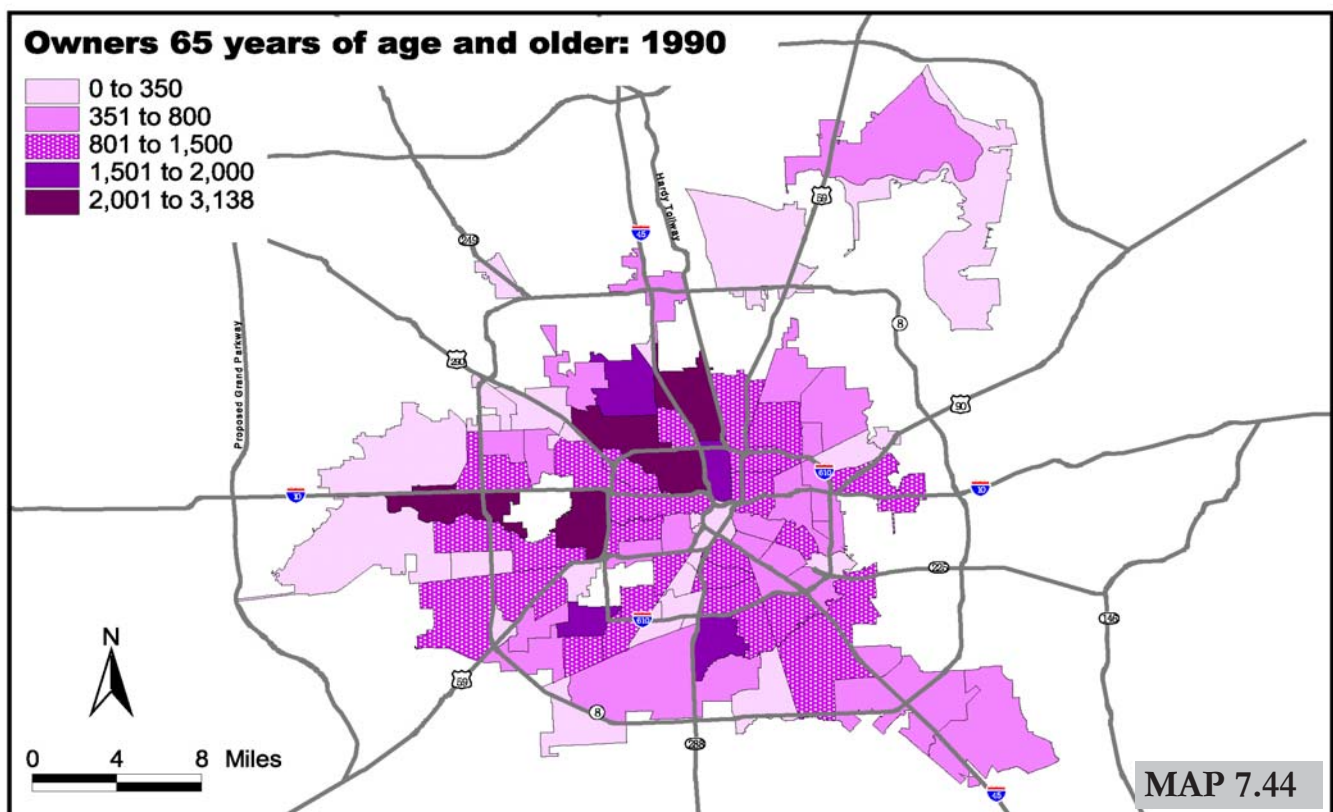 Owners 65 years of age and older: 1990
0 to 350
351 to 800
801 to 1,500
1,501 to 2,000
2,001 to 3,138
Hardy Tollway
59
45
249
8
290
Proposed Grand Parkway
90
610
10
10
225
610
146
N
59
8
288
0 4 8 Miles
45
MAP 7.44